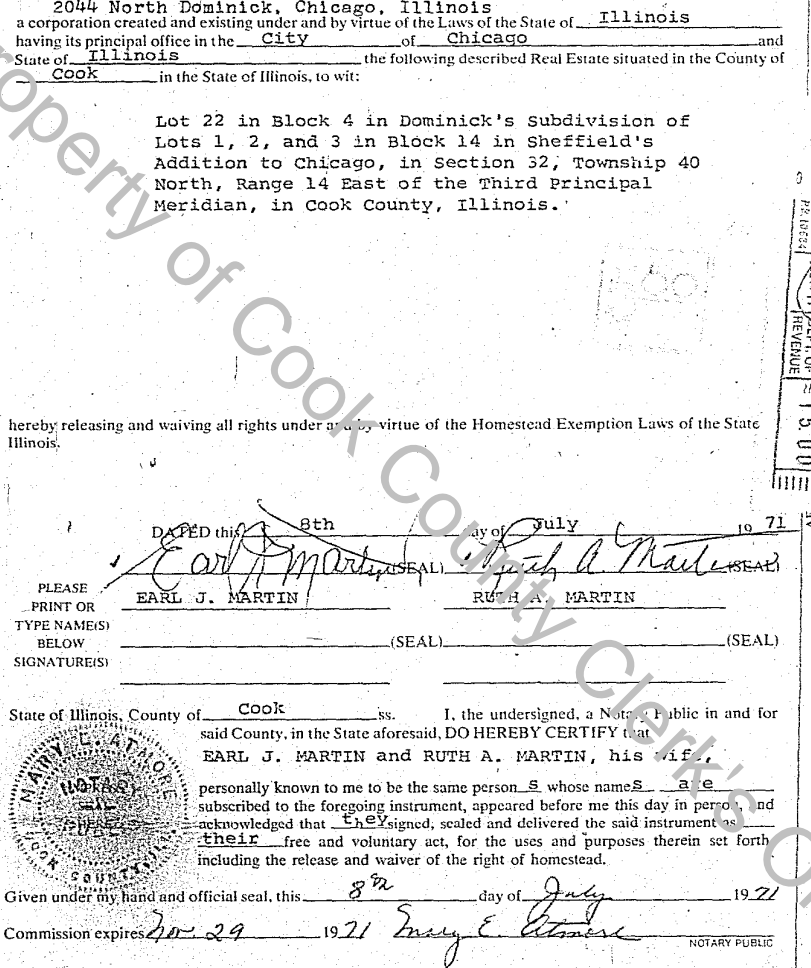 2044 North Dominick, Chicago, Illinois
a corporation created and existing under and by virtue of the Laws of the State of Illinois
having its principal office in the City of Chicago and
State of Illinois the following described Real Estate situated in the County of
Cook in the State of Illinois, to wit:
Lot 22 in Block 4 in Dominick's Subdivision of
Lots 1, 2, and 3 in Block 14 in Sheffield's
Addition to Chicago, in Section 32, Township 40
North, Range 14 East of the Third Principal
Meridian, in Cook County, Illinois.
REVENUE
hereby releasing and waiving all rights under and by virtue of the Homestead Exemption Laws of the State
Illinois.
DATED this 8th day of July 19 71
Earl J. Martin (SEAL) Ruth A. Martin (SEAL)
PLEASE
PRINT OR
TYPE NAME(S)
BELOW
SIGNATURE(S)
EARL J. MARTIN RUTH A. MARTIN
(SEAL) (SEAL)
State of Illinois, County of Cook ss. I, the undersigned, a Notary Public in and for
said County, in the State aforesaid, DO HEREBY CERTIFY that
EARL J. MARTIN and RUTH A. MARTIN, his wife,
personally known to me to be the same person s whose names are
subscribed to the foregoing instrument, appeared before me this day in person, and
acknowledged that they signed, sealed and delivered the said instrument as
their free and voluntary act, for the uses and purposes therein set forth
including the release and waiver of the right of homestead.
MARY E. ATMORE
NOTARY
COOK COUNTY, ILL.
Given under my hand and official seal, this 8th day of July 19 71
Commission expires Nov. 29 19 71 Mary E. Atmore
NOTARY PUBLIC
Property of Cook County Clerk's O